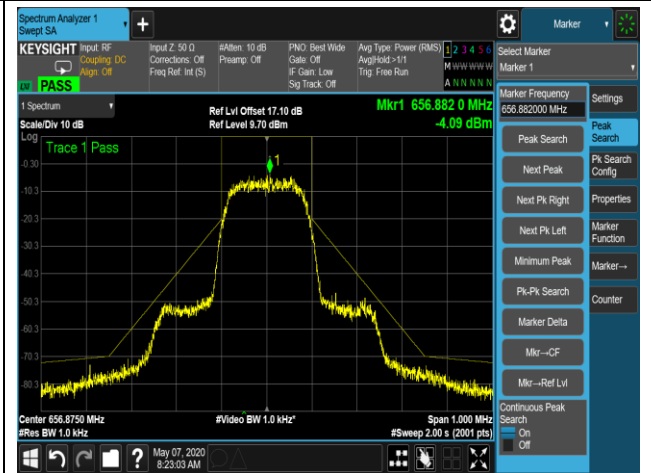 Spectrum Analyzer 1
Swept SA
Marker
KEYSIGHT
Input: RF
Coupling: DC
Align: Off
Input Z: 50 Ω
Corrections: Off
Freq Ref: Int (S)
#Atten: 10 dB
Preamp: Off
PNO: Best Wide
Gate: Off
IF Gain: Low
Sig Track: Off
Avg Type: Power (RMS)
Avg|Hold:>1/1
Trig: Free Run
1 2 3 4 5 6
M W W W W W
A N N N N N
PASS
Select Marker
Marker 1
1 Spectrum
Scale/Div 10 dB
Log
Ref Lvl Offset 17.10 dB
Ref Level 9.70 dBm
Mkr1 656.882 0 MHz
-4.09 dBm
Trace 1 Pass
1
-0.30
-10.3
-20.3
-30.3
-40.3
-50.3
-60.3
-70.3
-80.3
Center 656.8750 MHz
#Res BW 1.0 kHz
#Video BW 1.0 kHz*
Span 1.000 MHz
#Sweep 2.00 s (2001 pts)
Marker Frequency
656.882000 MHz
Peak Search
Next Peak
Next Pk Right
Next Pk Left
Minimum Peak
Pk-Pk Search
Marker Delta
Mkr→CF
Mkr→Ref Lvl
Continuous Peak
Search
On
Off
Settings
Peak
Search
Pk Search
Config
Properties
Marker
Function
Marker→
Counter
May 07, 2020
8:23:03 AM